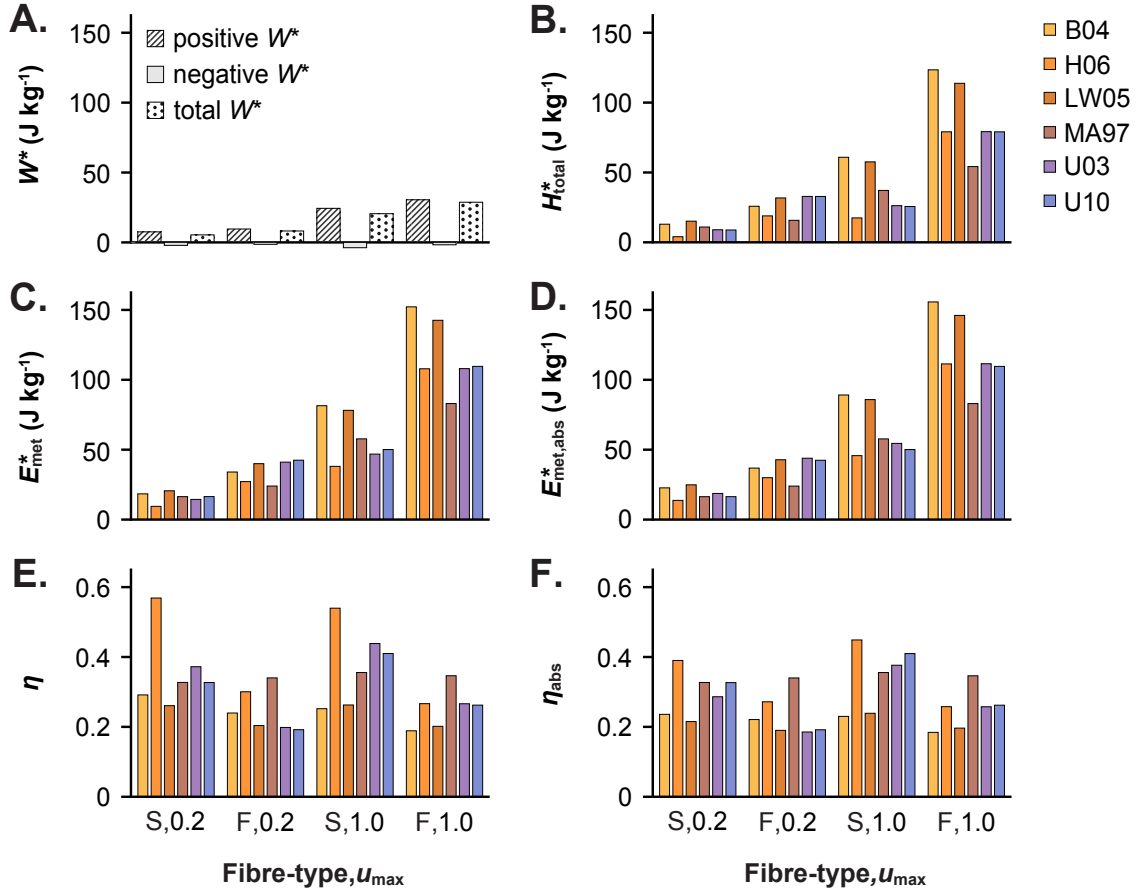 A.
W* (J kg-1)
150
100
50
0
positive W*
negative W*
total W*
B.
H*total (J kg-1)
150
100
50
0
B04
H06
LW05
MA97
U03
U10
C.
E*met (J kg-1)
150
100
50
0
D.
E*met,abs (J kg-1)
150
100
50
0
E.
η
0.6
0.4
0.2
0
S,0.2 F,0.2 S,1.0 F,1.0
Fibre-type,umax
F.
ηabs
0.6
0.4
0.2
0
S,0.2 F,0.2 S,1.0 F,1.0
Fibre-type,umax